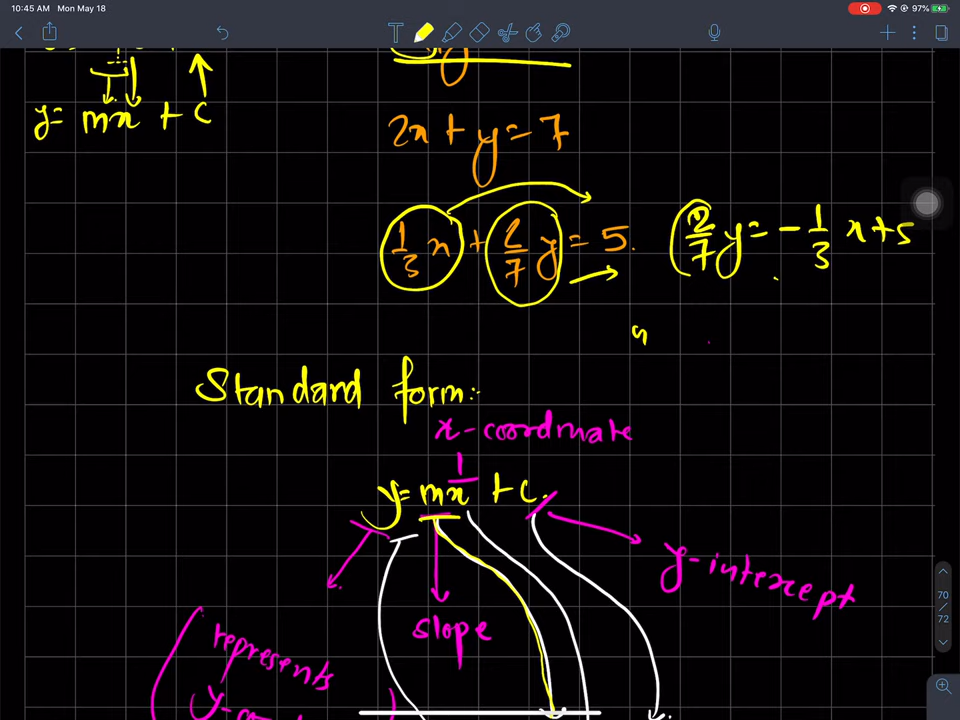 10:45 AM Mon May 18
97%
y = mx + c
2x + y = 7
1/3 x + 2/7 y = 5.
2/7 y = - 1/3 x + 5
y
Standard form:
x-coordinate
y = mx + c.
y-intercept
slope
represents
70
/
72